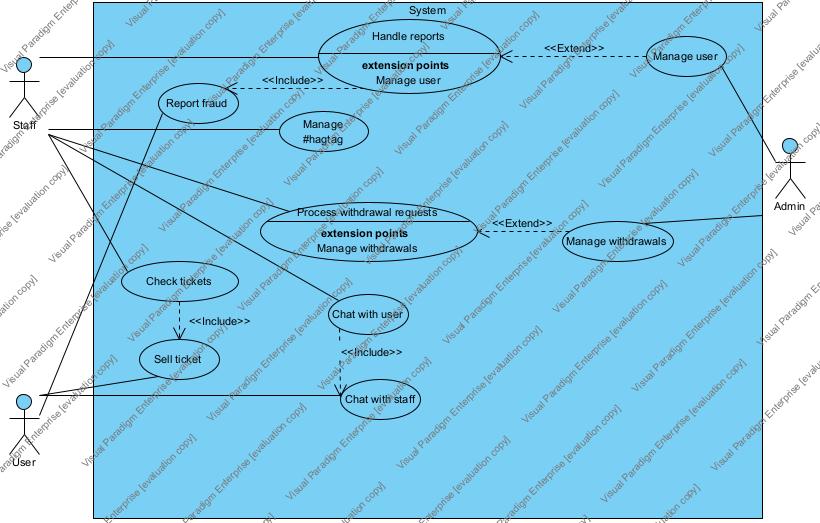 System
Handle reports
extension points
Manage user
<<Extend>>
Manage user
<<Include>>
Report fraud
Staff
Manage
#hagtag
Admin
Process withdrawal requests
extension points
Manage withdrawals
<<Extend>>
Manage withdrawals
Check tickets
<<Include>>
Chat with user
Sell ticket
<<Include>>
Chat with staff
User
Visual Paradigm Enterprise [evaluation copy]